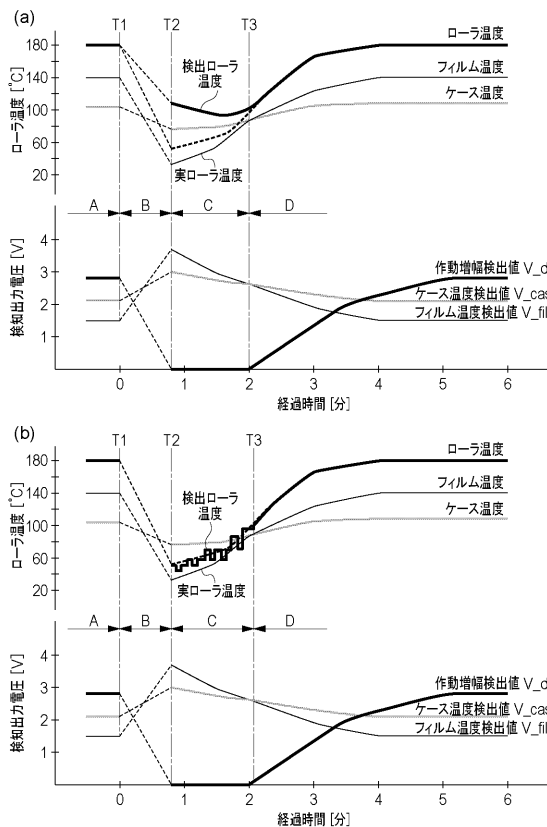 (a)
T1 T2 T3
180
140
100
60
20
ローラ温度 [℃]
検出ローラ
温度
実ローラ温度
ローラ温度
フィルム温度
ケース温度
A B C D
4
3
2
1
検知出力電圧 [V]
作動増幅検出値 V_d
ケース温度検出値 V_cas
フィルム温度検出値 V_fil
0 1 2 3 4 5 6
経過時間 [分]
(b)
T1 T2 T3
180
140
100
60
20
ローラ温度 [℃]
検出ローラ
温度
実ローラ温度
ローラ温度
フィルム温度
ケース温度
A B C D
4
3
2
1
検知出力電圧 [V]
作動増幅検出値 V_d
ケース温度検出値 V_cas
フィルム温度検出値 V_fil
0 1 2 3 4 5 6
経過時間 [分]